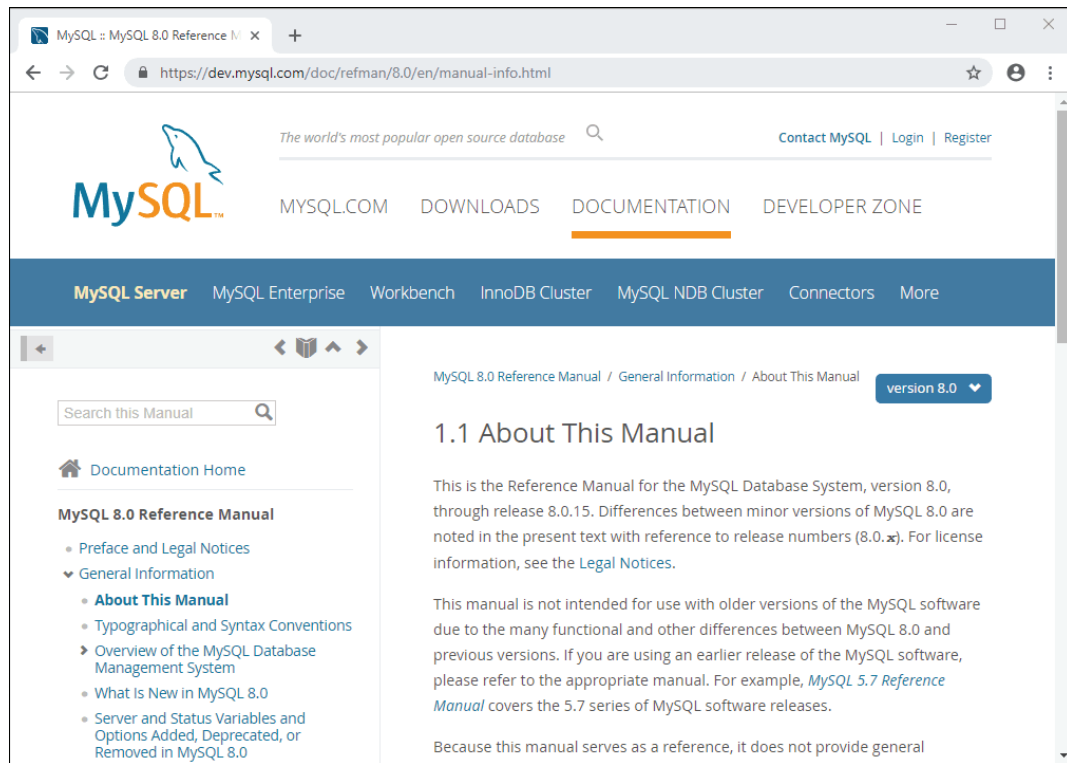 MySQL :: MySQL 8.0 Reference M
https://dev.mysql.com/doc/refman/8.0/en/manual-info.html
The world's most popular open source database
Contact MySQL | Login | Register
MySQL™
MYSQL.COM DOWNLOADS DOCUMENTATION DEVELOPER ZONE
MySQL Server MySQL Enterprise Workbench InnoDB Cluster MySQL NDB Cluster Connectors More
Search this Manual
Documentation Home
MySQL 8.0 Reference Manual
Preface and Legal Notices
General Information
About This Manual
Typographical and Syntax Conventions
Overview of the MySQL Database
Management System
What Is New in MySQL 8.0
Server and Status Variables and
Options Added, Deprecated, or
Removed in MySQL 8.0
MySQL 8.0 Reference Manual / General Information / About This Manual
version 8.0
1.1 About This Manual
This is the Reference Manual for the MySQL Database System, version 8.0,
through release 8.0.15. Differences between minor versions of MySQL 8.0 are
noted in the present text with reference to release numbers (8.0.x). For license
information, see the Legal Notices.
This manual is not intended for use with older versions of the MySQL software
due to the many functional and other differences between MySQL 8.0 and
previous versions. If you are using an earlier release of the MySQL software,
please refer to the appropriate manual. For example, MySQL 5.7 Reference
Manual covers the 5.7 series of MySQL software releases.
Because this manual serves as a reference, it does not provide general